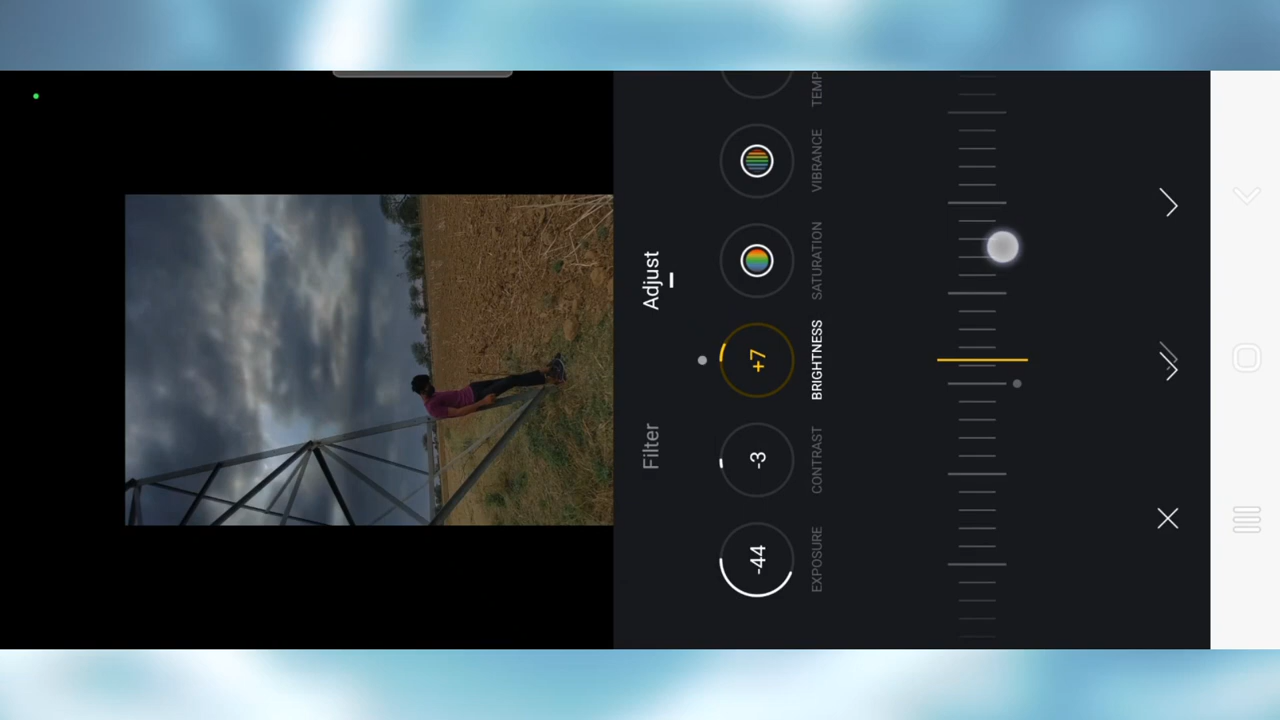 Filter
Adjust
-44
-3
+7
EXPOSURE
CONTRAST
BRIGHTNESS
SATURATION
VIBRANCE
TEMP